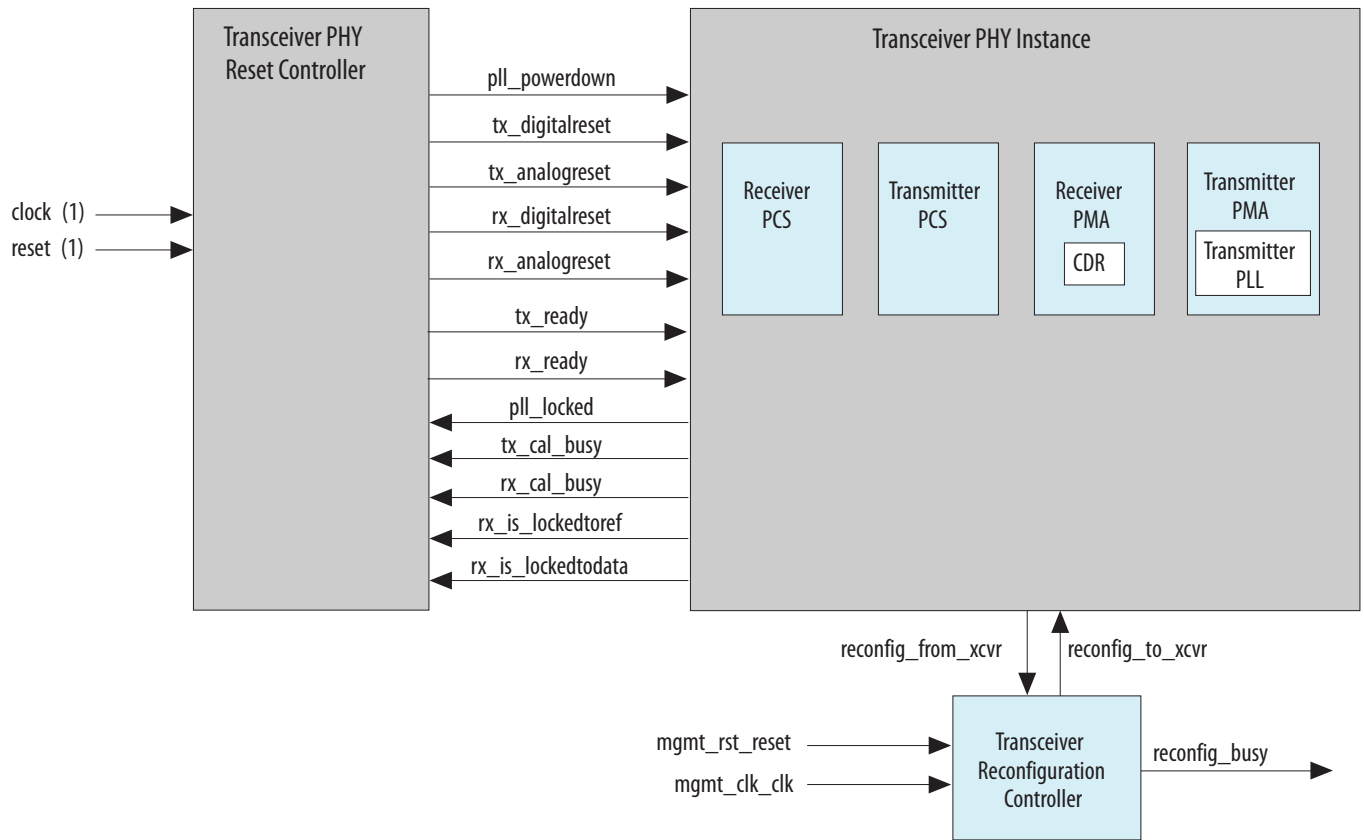 Transceiver PHY
Reset Controller
clock (1)
reset (1)
pll_powerdown
tx_digitalreset
tx_analogreset
rx_digitalreset
rx_analogreset
tx_ready
rx_ready
pll_locked
tx_cal_busy
rx_cal_busy
rx_is_lockedtoref
rx_is_lockedtodata
Transceiver PHY Instance
Receiver
PCS
Transmitter
PCS
Receiver
PMA
CDR
Transmitter
PMA
Transmitter
PLL
reconfig_from_xcvr
reconfig_to_xcvr
mgmt_rst_reset
mgmt_clk_clk
Transceiver
Reconfiguration
Controller
reconfig_busy